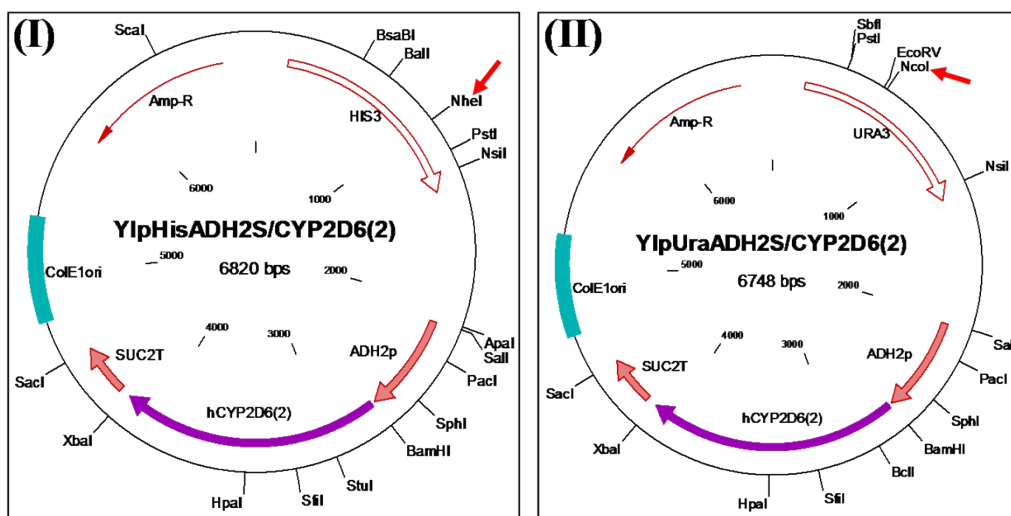 (I)
ScaI
BsaBI
BalI
NheI
PstI
NsiI
Amp-R
HIS3
6000
1000
YIpHisADH2S/CYP2D6(2)
6820 bps
5000
2000
4000
3000
ColE1ori
SUC2T
ADH2p
ApaI
SalI
PacI
SphI
BamHI
StuI
SfiI
HpaI
XbaI
SacI
hCYP2D6(2)
(II)
SbfI
PstI
EcoRV
NcoI
NsiI
Amp-R
URA3
6000
1000
YIpUraADH2S/CYP2D6(2)
6748 bps
5000
2000
4000
3000
ColE1ori
SUC2T
ADH2p
Sal
PacI
SphI
BamHI
BclI
SfiI
HpaI
XbaI
SacI
hCYP2D6(2)